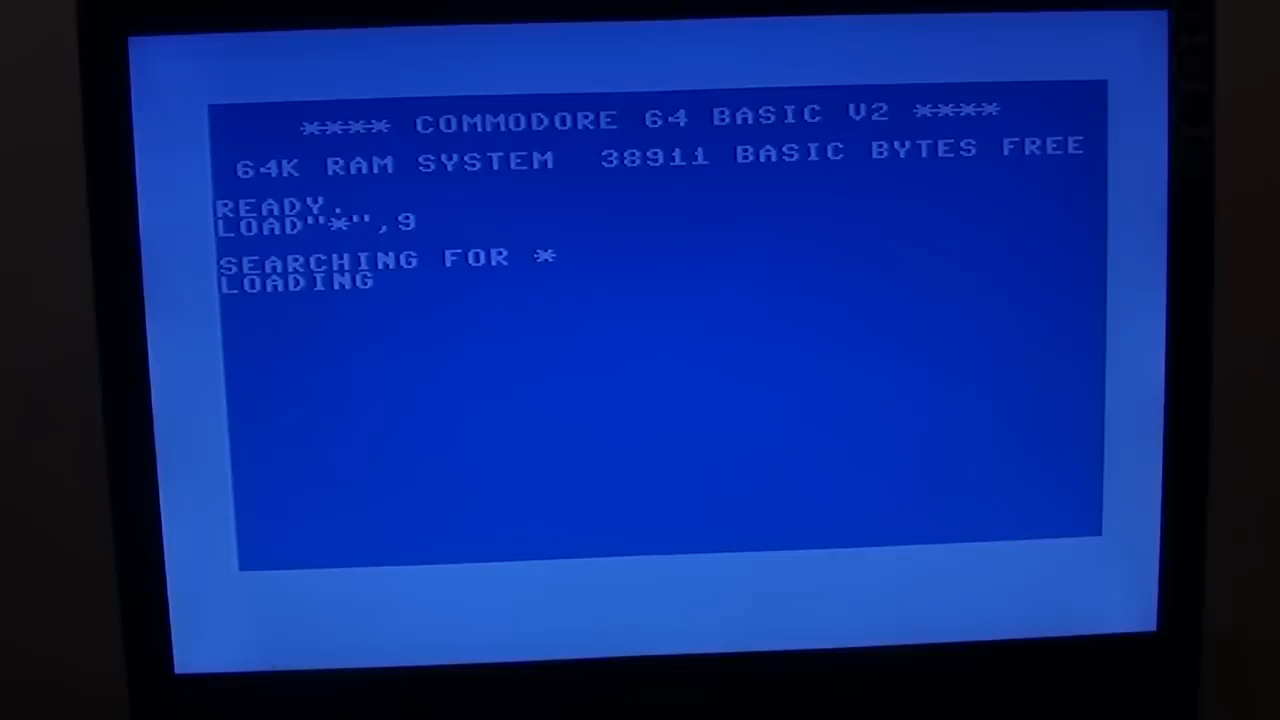 **** COMMODORE 64 BASIC V2 ****
64K RAM SYSTEM  38911 BASIC BYTES FREE
READY.
LOAD"*",9
SEARCHING FOR *
LOADING